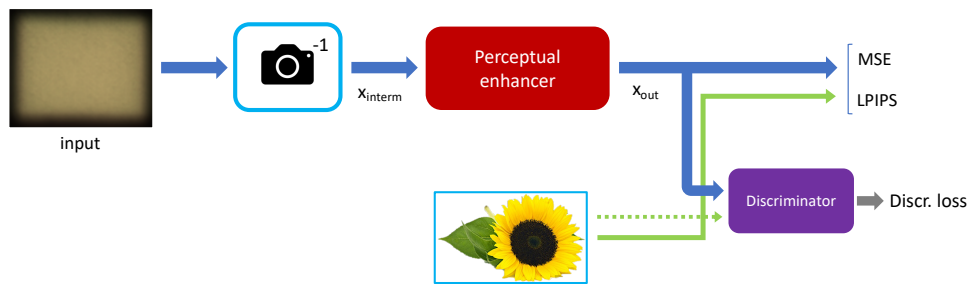 input
-1
x_interm
Perceptual
enhancer
x_out
MSE
LPIPS
Discriminator
Discr. loss